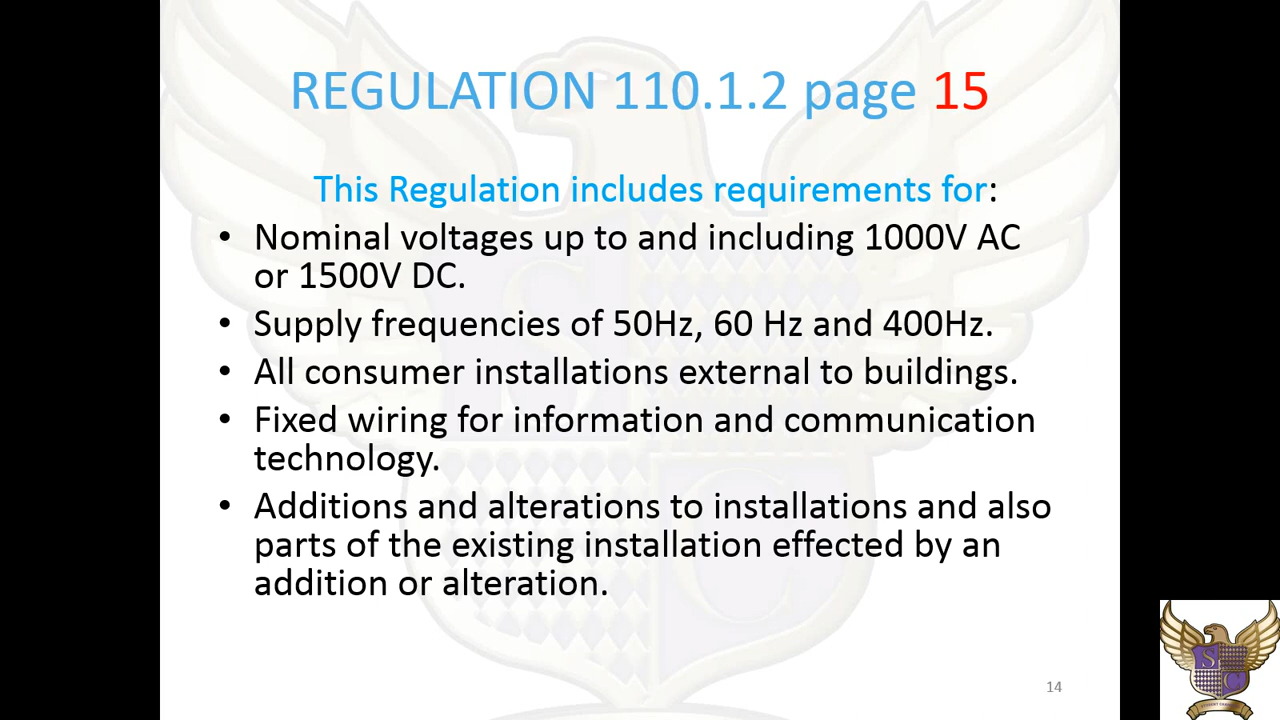 REGULATION 110.1.2 page 15
This Regulation includes requirements for:
• Nominal voltages up to and including 1000V AC
or 1500V DC.
• Supply frequencies of 50Hz, 60 Hz and 400Hz.
• All consumer installations external to buildings.
• Fixed wiring for information and communication
technology.
• Additions and alterations to installations and also
parts of the existing installation effected by an
addition or alteration.
14
S
C